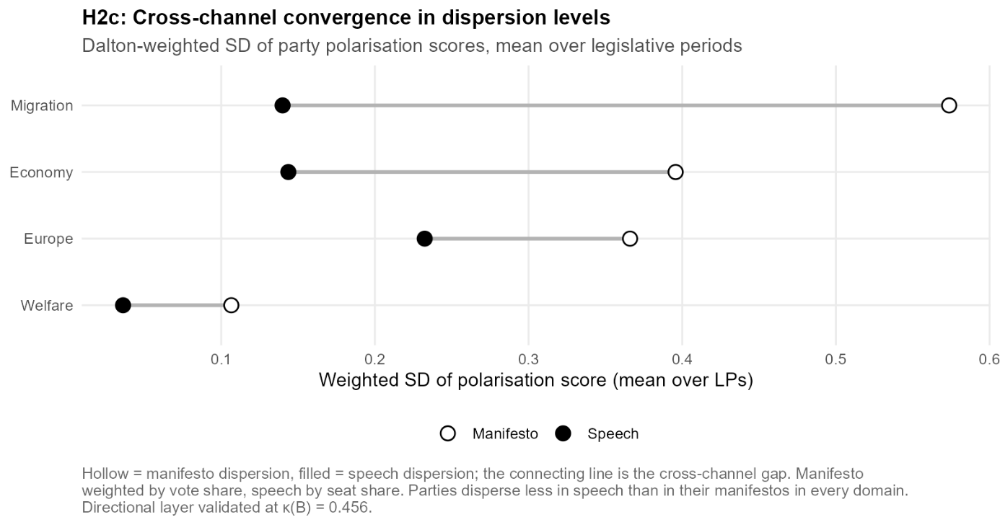 H2c: Cross-channel convergence in dispersion levels
Dalton-weighted SD of party polarisation scores, mean over legislative periods
Migration
Economy
Europe
Welfare
0.1 0.2 0.3 0.4 0.5 0.6
Weighted SD of polarisation score (mean over LPs)
Manifesto Speech
Hollow = manifesto dispersion, filled = speech dispersion; the connecting line is the cross-channel gap. Manifesto
weighted by vote share, speech by seat share. Parties disperse less in speech than in their manifestos in every domain.
Directional layer validated at κ(B) = 0.456.